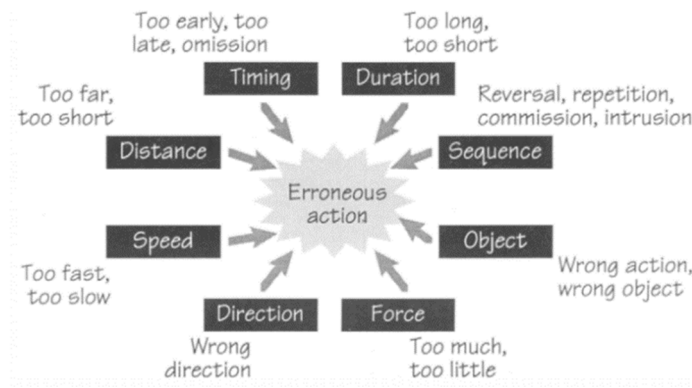 Too early, too
late, omission
Timing
Too long,
too short
Duration
Too far,
too short
Distance
Reversal, repetition,
commission, intrusion
Sequence
Erroneous
action
Speed
Too fast,
too slow
Object
Wrong action,
wrong object
Direction
Wrong
direction
Force
Too much,
too little